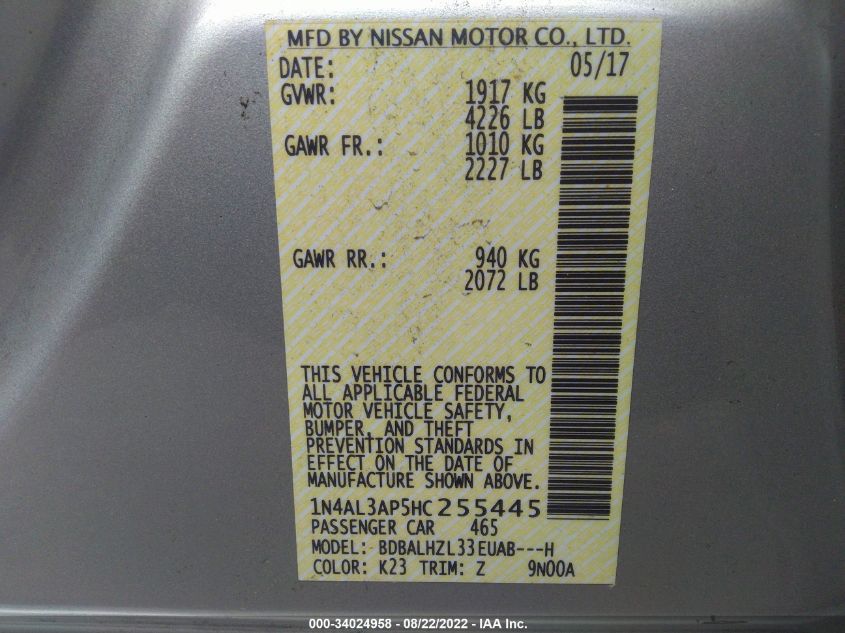 MFD BY NISSAN MOTOR CO., LTD.
DATE: 05/17
GVWR: 1917 KG
4226 LB
GAWR FR.: 1010 KG
2227 LB
GAWR RR.: 940 KG
2072 LB
THIS VEHICLE CONFORMS TO
ALL APPLICABLE FEDERAL
MOTOR VEHICLE SAFETY,
BUMPER, AND THEFT
PREVENTION STANDARDS IN
EFFECT ON THE DATE OF
MANUFACTURE SHOWN ABOVE.
1N4AL3AP5HC255445
PASSENGER CAR 465
MODEL: BDBALHZL33EUAB---H
COLOR: K23 TRIM: Z 9N00A
000-34024958 - 08/22/2022 - IAA Inc.